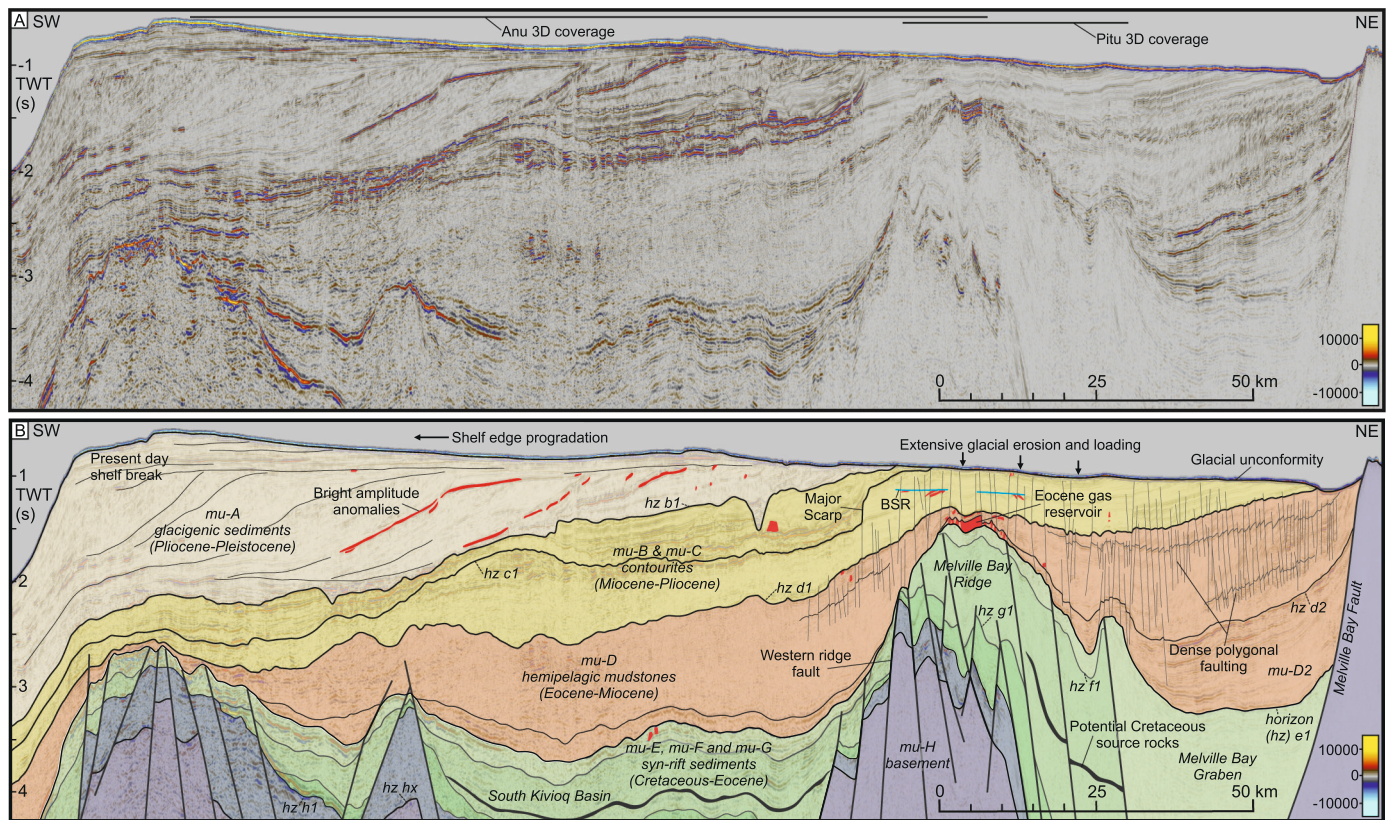 A SW
NE
Anu 3D coverage
Pitu 3D coverage
-1
TWT
(s)
-2
-3
-4
0 25 50 km
10000
0
-10000
B SW
NE
Shelf edge progradation
Extensive glacial erosion and loading
Present day
shelf break
Glacial unconformity
1
TWT
(s)
Bright amplitude
anomalies
hz b1
Major
Scarp
BSR
Eocene gas
reservoir
mu-A
glacigenic sediments
(Pliocene-Pleistocene)
mu-B & mu-C
contourites
(Miocene-Pliocene)
hz c1
Melville Bay
Ridge
2
hz d1
hz d2
hz g1
Dense polygonal
faulting
mu-D
hemipelagic mudstones
(Eocene-Miocene)
Western ridge
fault
mu-D2
Melville Bay Fault
3
hz f1
horizon
(hz) e1
Potential Cretaceous
source rocks
mu-E, mu-F and mu-G
syn-rift sediments
(Cretaceous-Eocene)
mu-H
basement
Melville Bay
Graben
4
hz hx
hz h1
South Kivioq Basin
0 25 50 km
10000
0
-10000